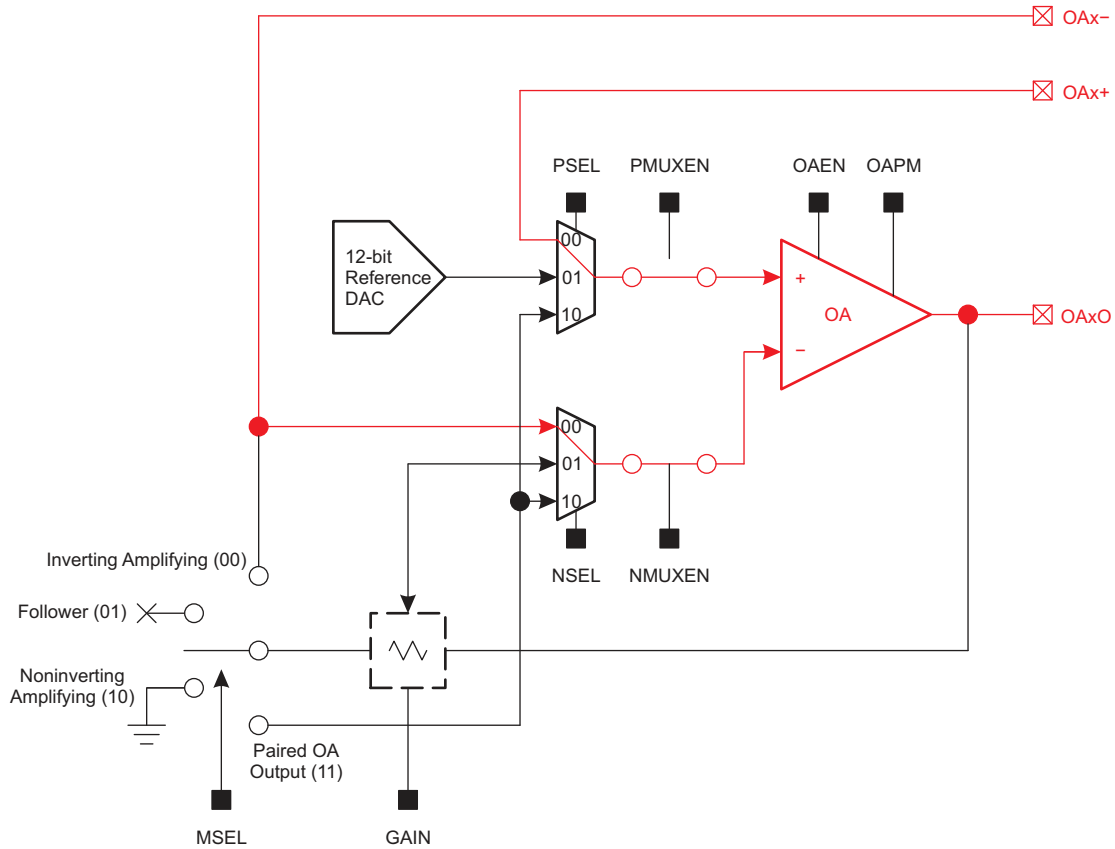 OAx−
OAx+
PSEL
PMUXEN
OAEN
OAPM
12-bit
Reference
DAC
00
01
10
+
OA
−
OAxO
00
01
10
NSEL
NMUXEN
Inverting Amplifying (00)
Follower (01)
Noninverting
Amplifying (10)
Paired OA
Output (11)
MSEL
GAIN